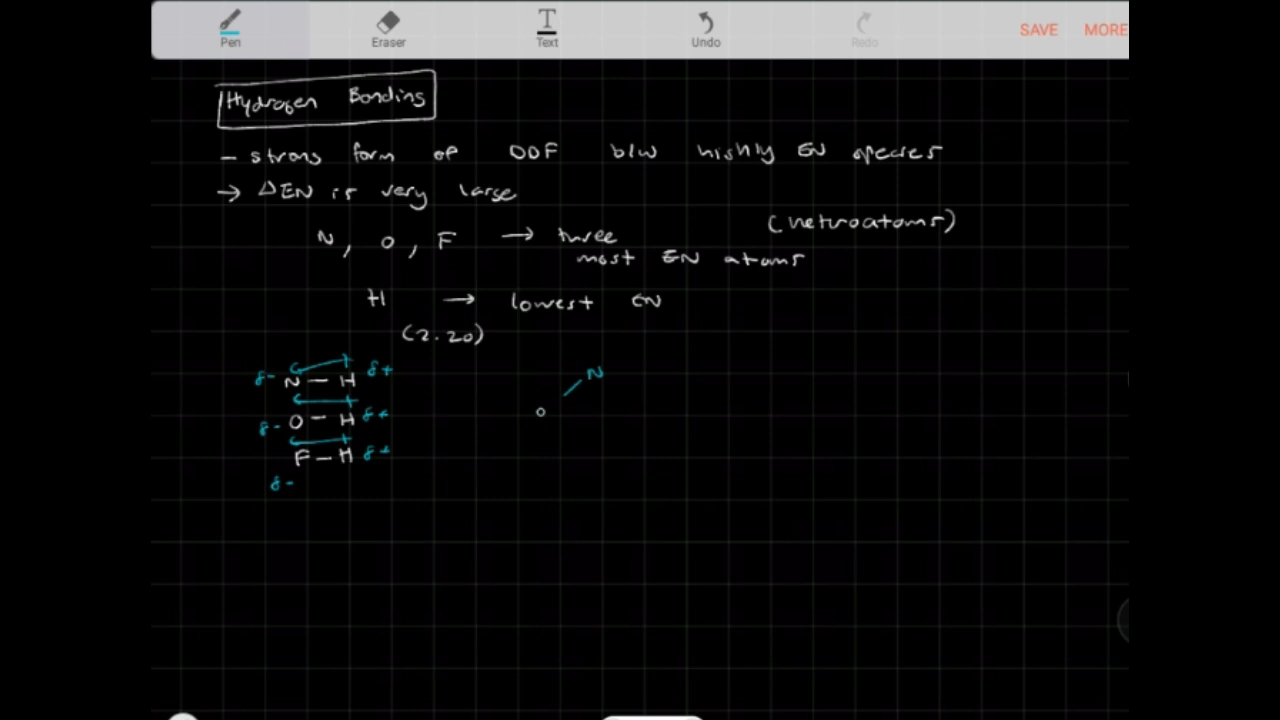 Pen Eraser Text Undo Redo SAVE MORE
Hydrogen Bonding
- strong form of DDF b/w highly EN species
→ ΔEN is very large
(hetroatoms)
N, O, F → three
most EN atoms
H → lowest EN
(2.20)
δ- N - H δ+
δ- O - H δ+
F - H δ+
δ-
N
O